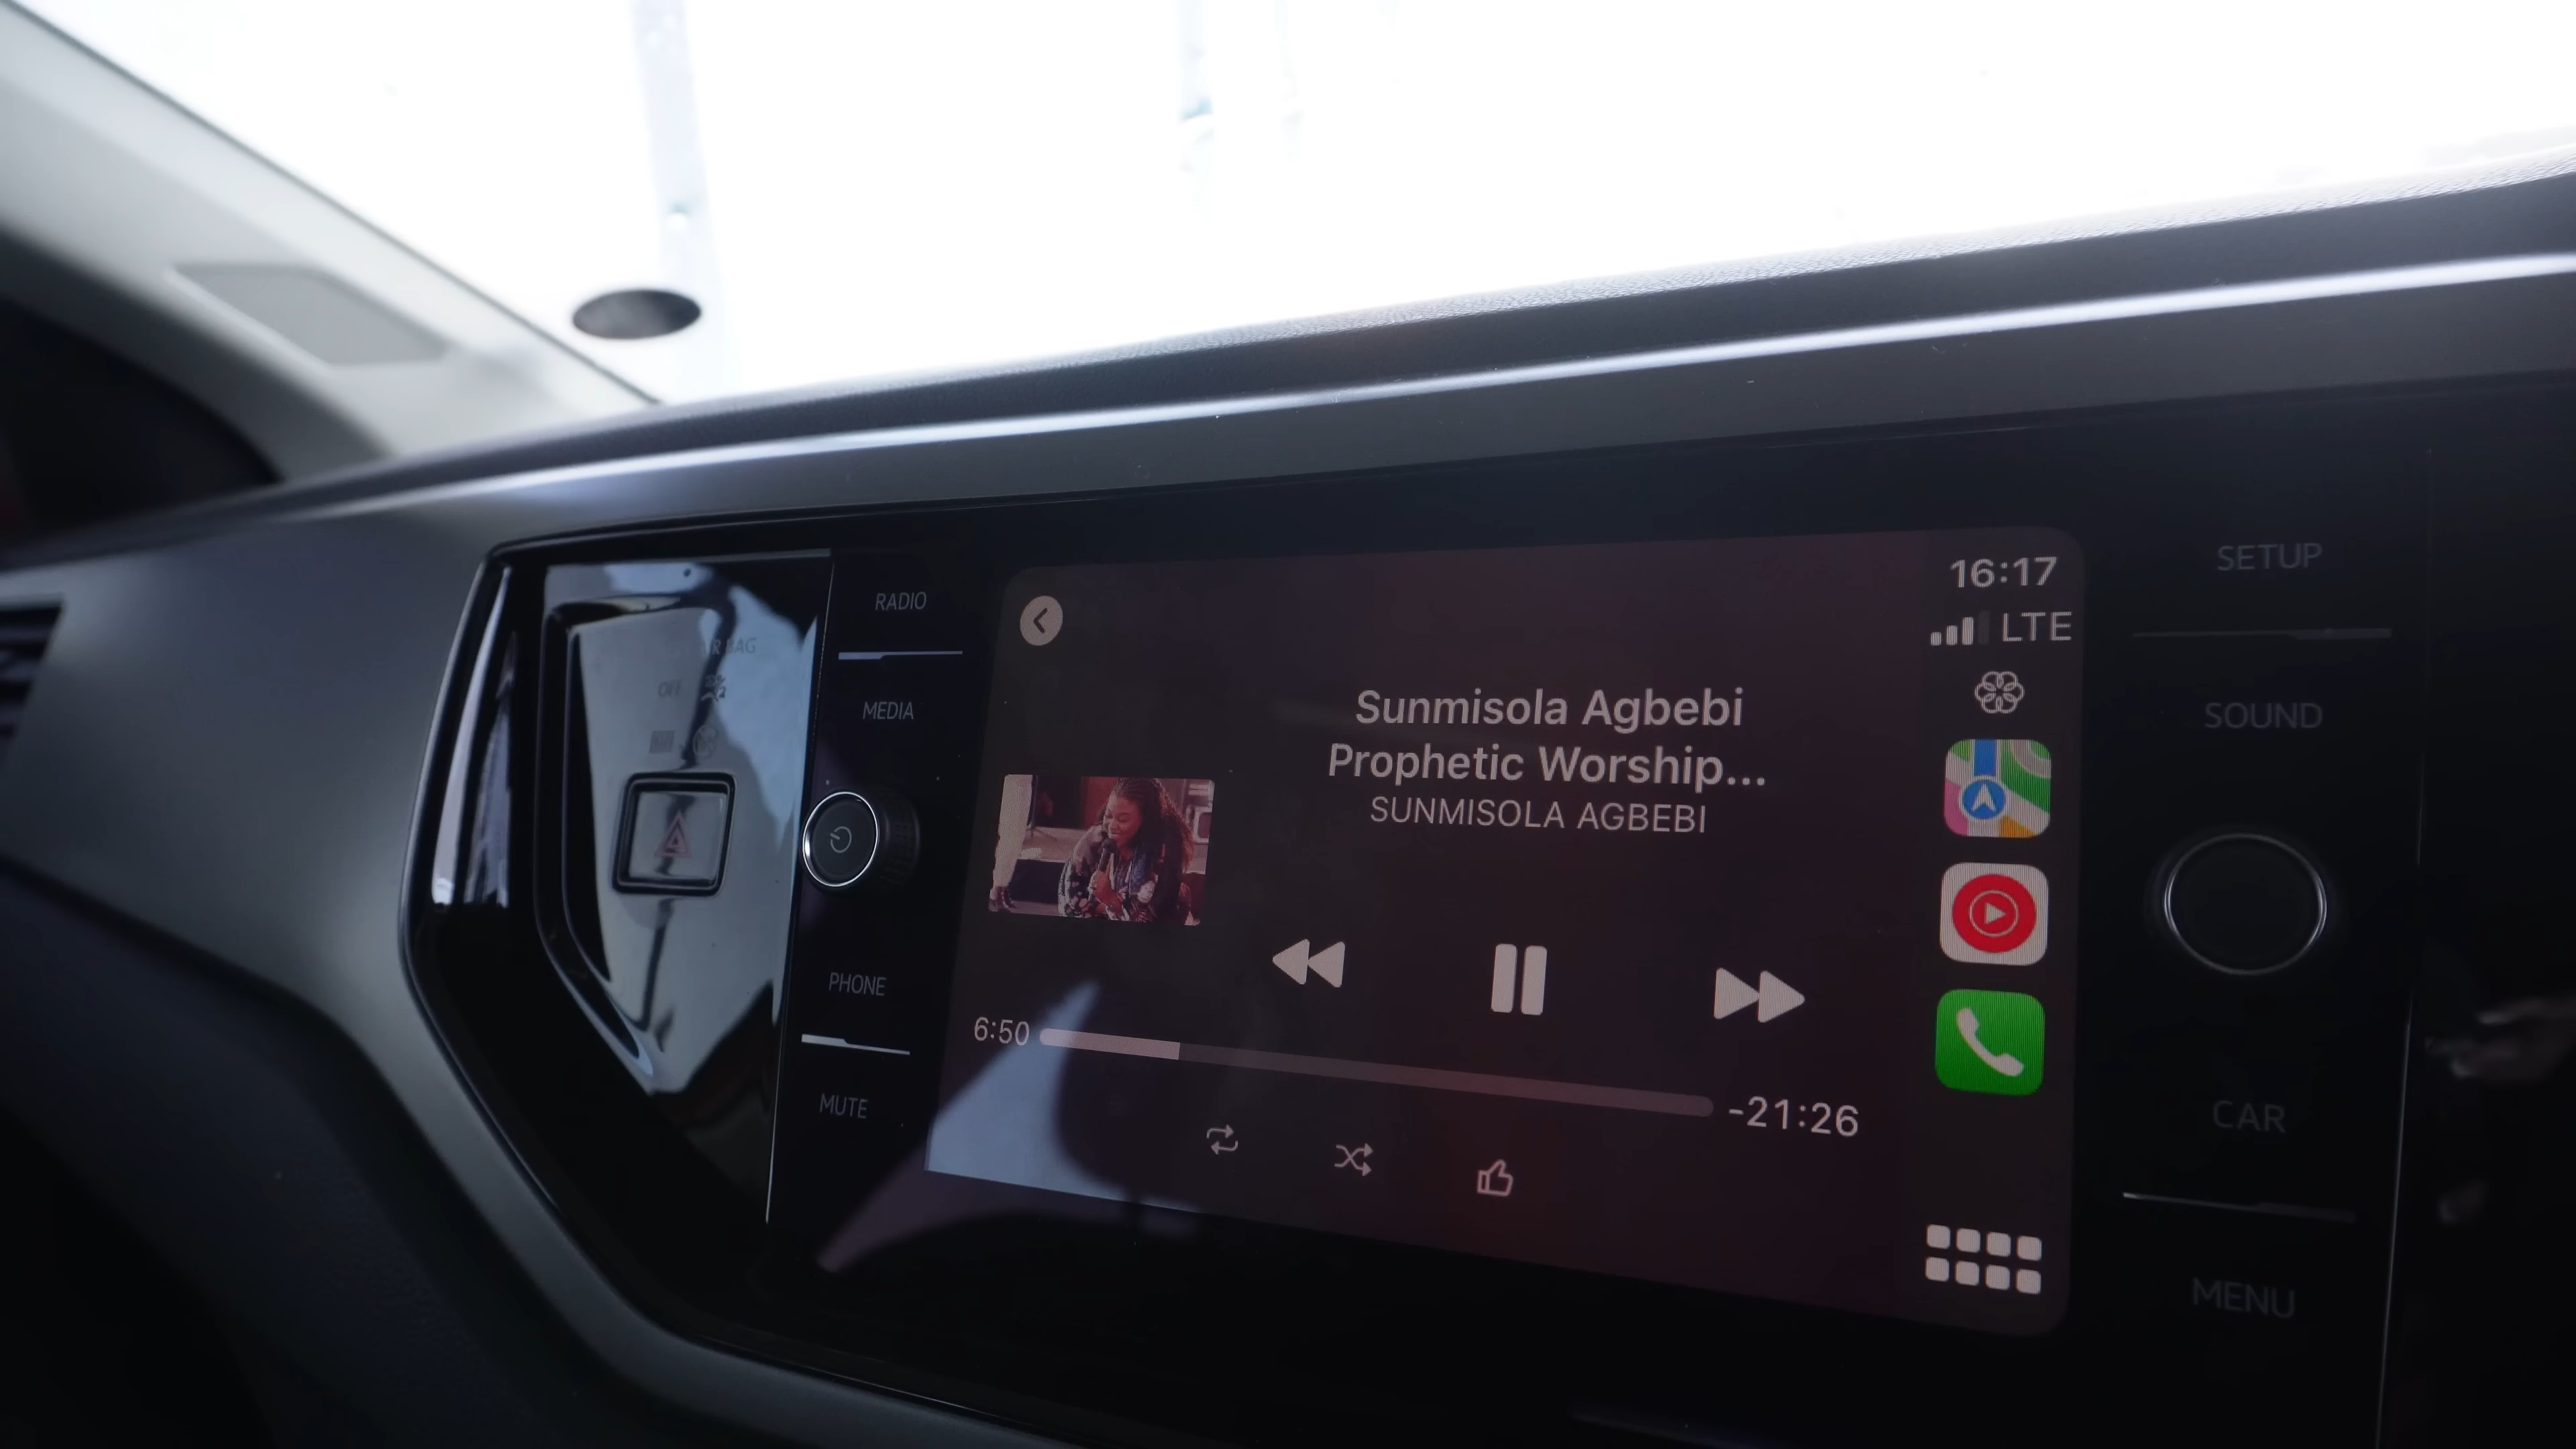 OFF
RADIO
MEDIA
PHONE
MUTE
Sunmisola Agbebi
Prophetic Worship...
SUNMISOLA AGBEBI
6:50
-21:26
16:17
LTE
SETUP
SOUND
CAR
MENU